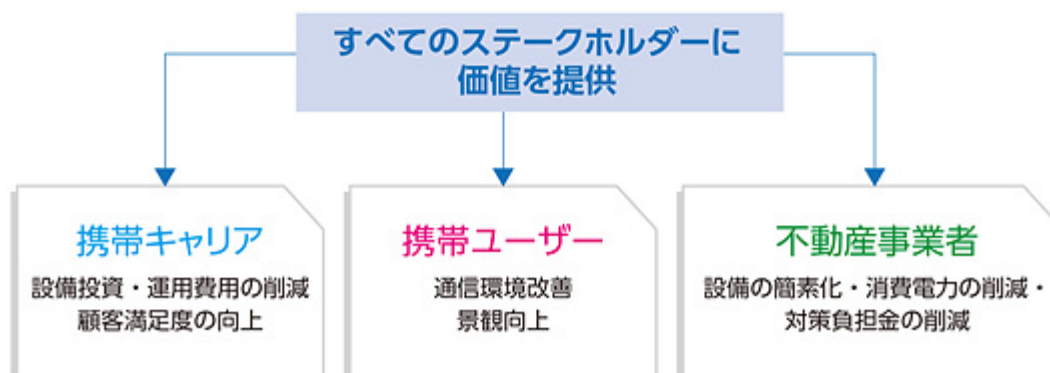 すべてのステークホルダーに
価値を提供
携帯キャリア
設備投資・運用費用の削減
顧客満足度の向上
携帯ユーザー
通信環境改善
景観向上
不動産事業者
設備の簡素化・消費電力の削減・
対策負担金の削減